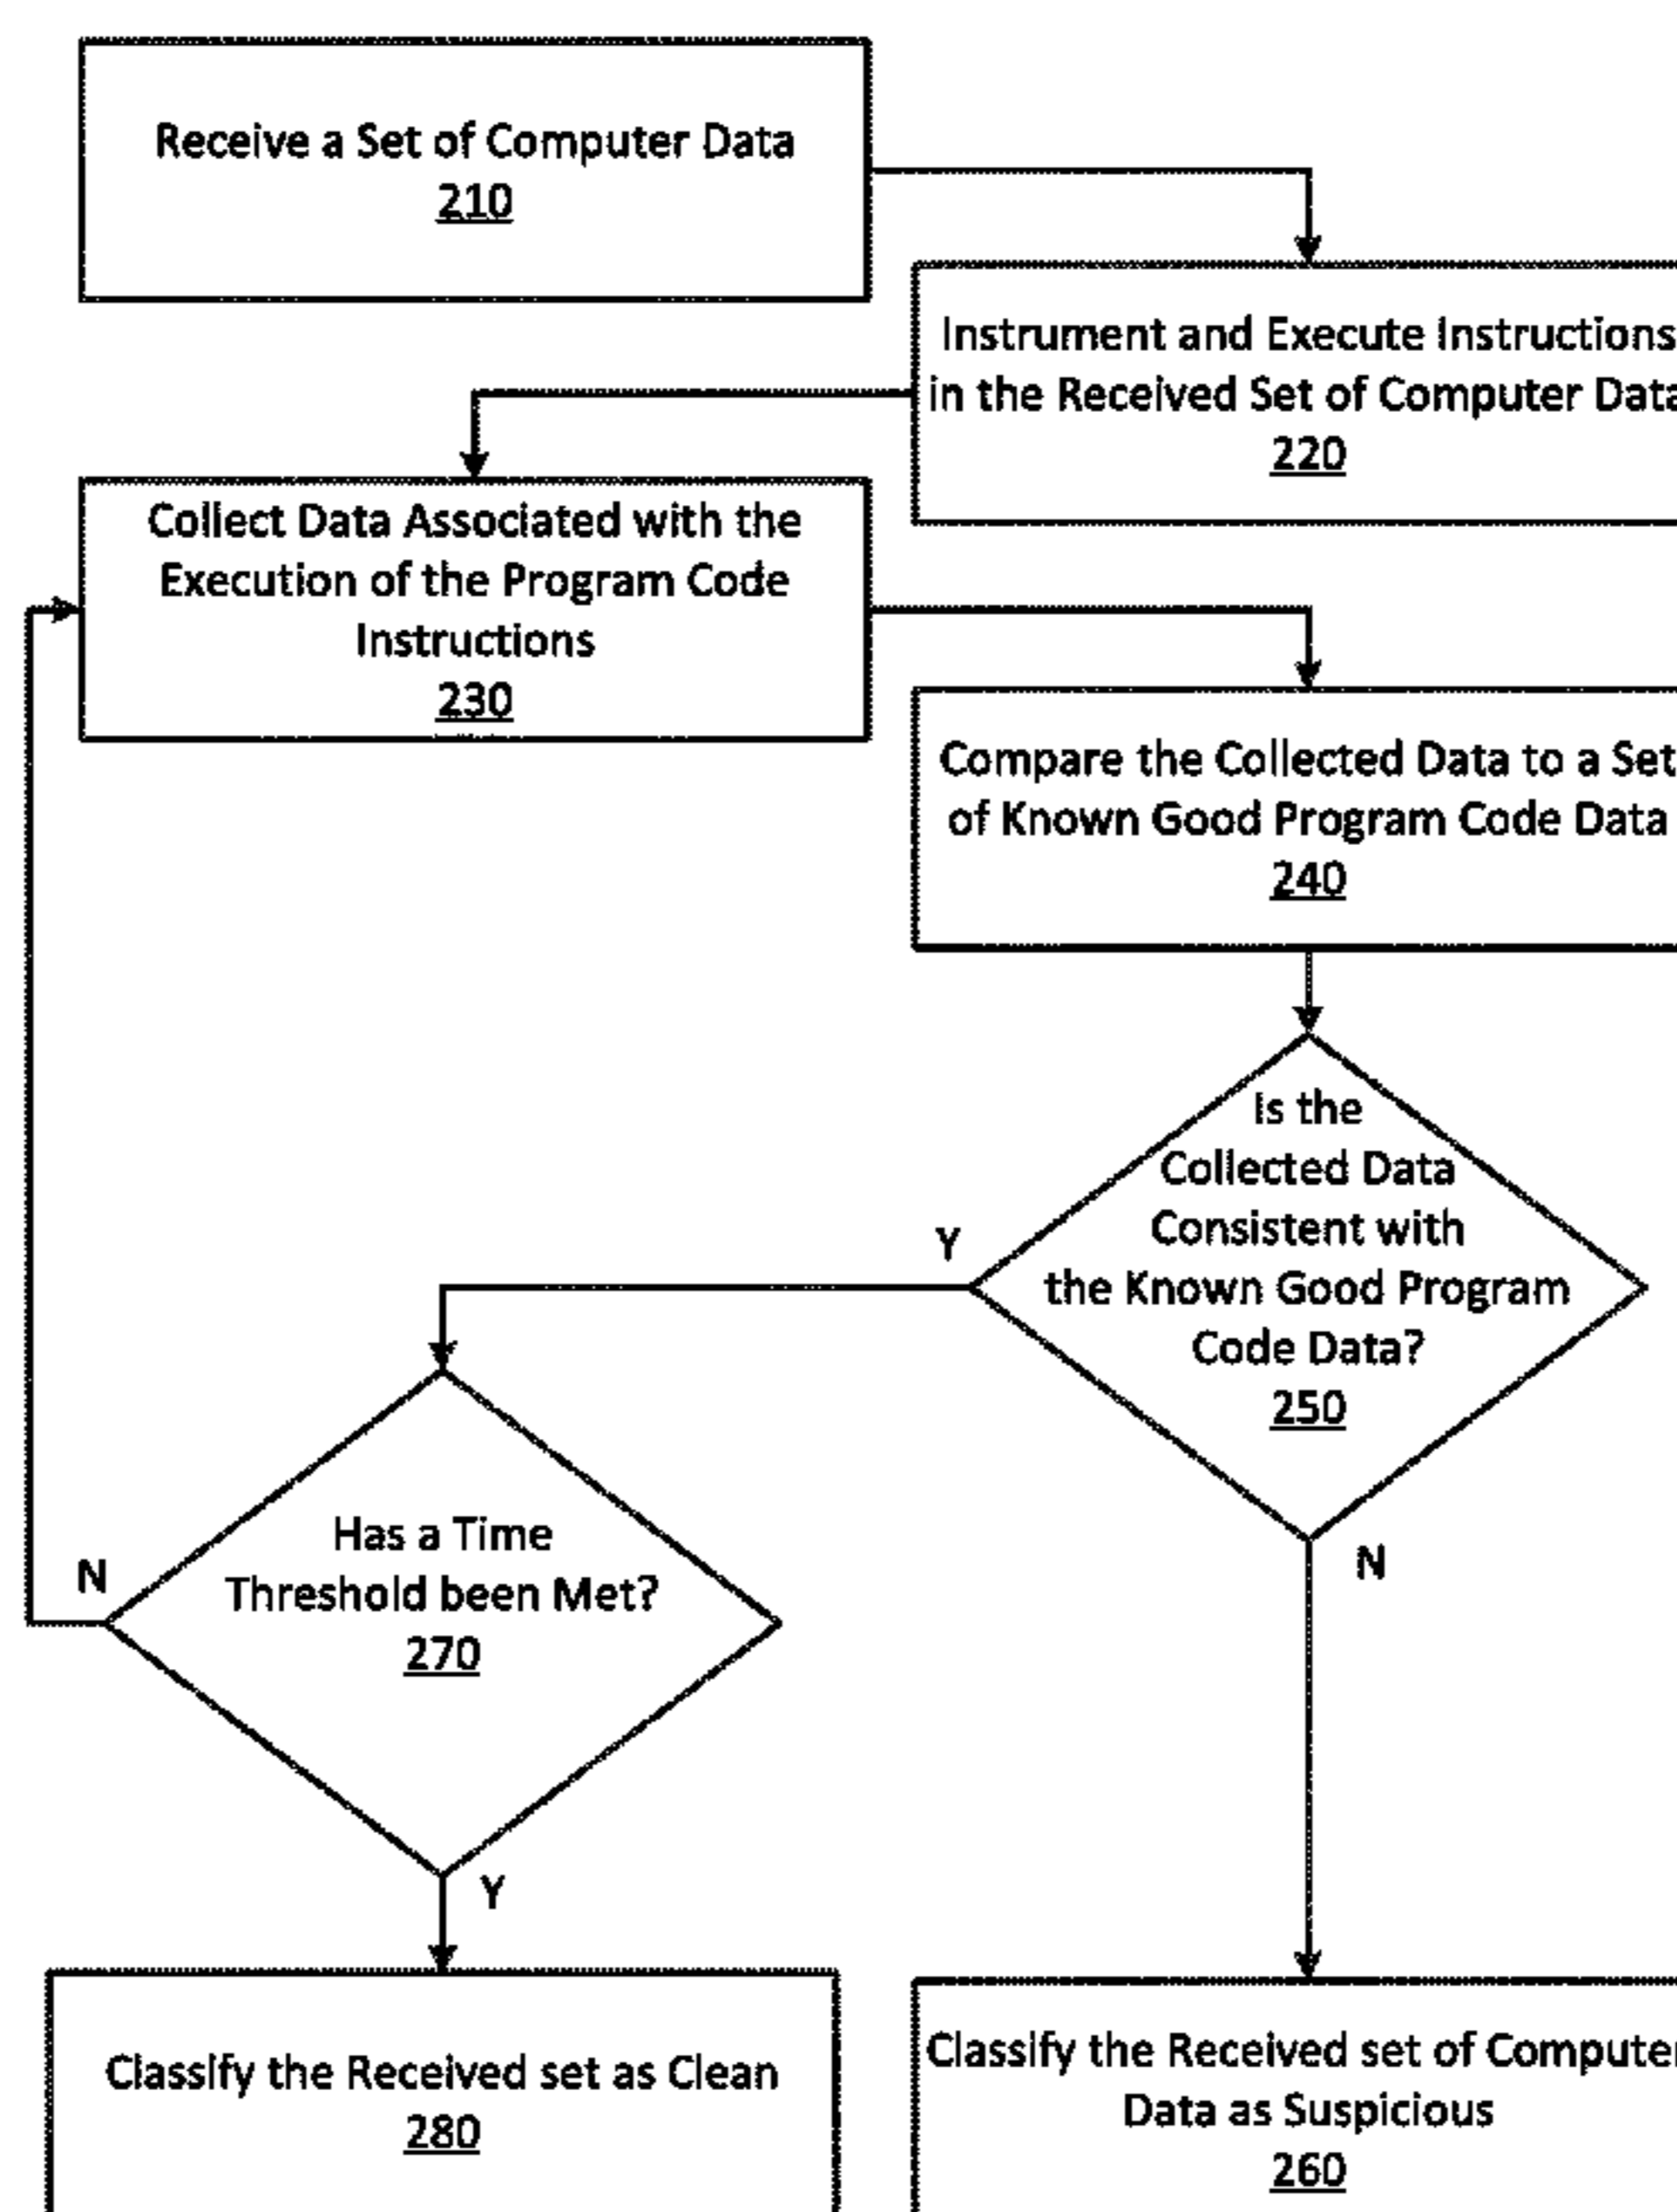 Receive a Set of Computer Data
210
Instrument and Execute Instructions
in the Received Set of Computer Data
220
Collect Data Associated with the
Execution of the Program Code
Instructions
230
Compare the Collected Data to a Set
of Known Good Program Code Data
240
Is the
Collected Data
Consistent with
the Known Good Program
Code Data?
250
Y
N
Has a Time
Threshold been Met?
270
N
Y
Classify the Received set as Clean
280
Classify the Received set of Computer
Data as Suspicious
260